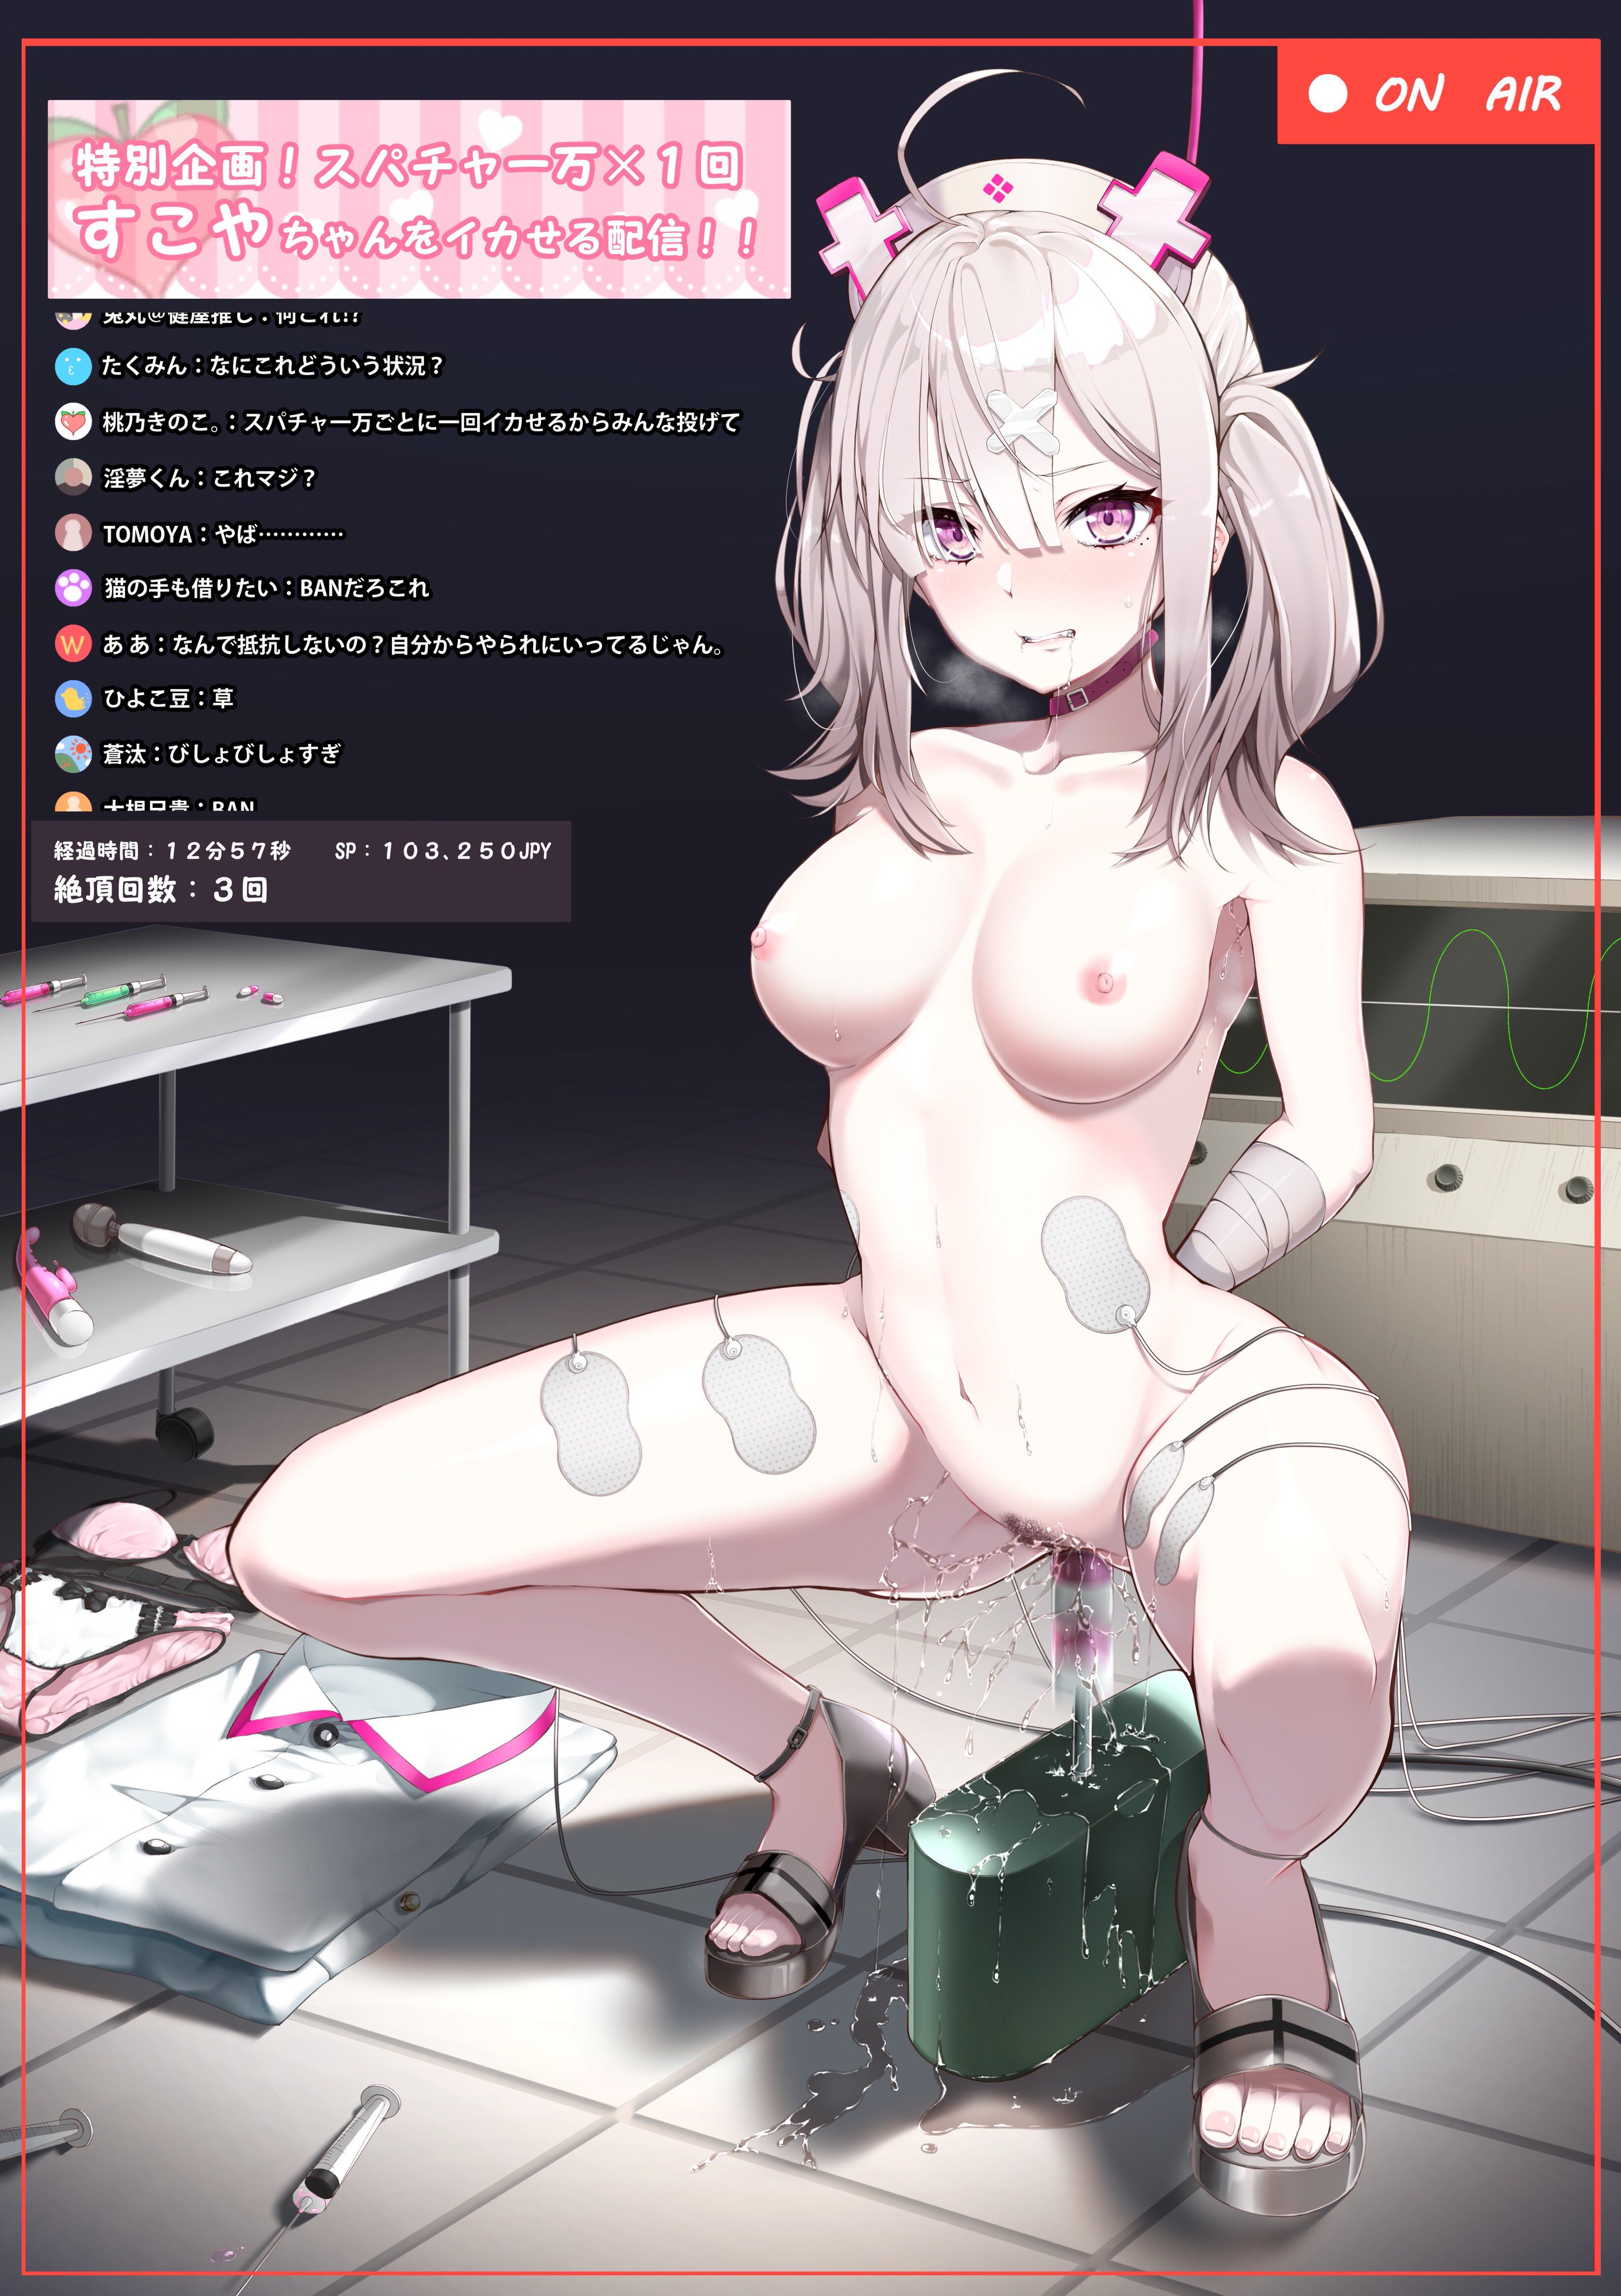 ON AIR
特別企画！スパチャ一万×１回
すこやちゃんをイカせる配信！！
たくみん：なにこれどういう状況？
桃乃きのこ。：スパチャ一万ごとに一回イカせるからみんな投げて
淫夢くん：これマジ？
TOMOYA：やば…………
猫の手も借りたい：BANだろこれ
W
あ あ：なんで抵抗しないの？自分からやられにいってるじゃん。
ひよこ豆：草
蒼汰：びしょびしょすぎ
経過時間：１２分５７秒　SP：１０３､２５０JPY
絶頂回数：３回